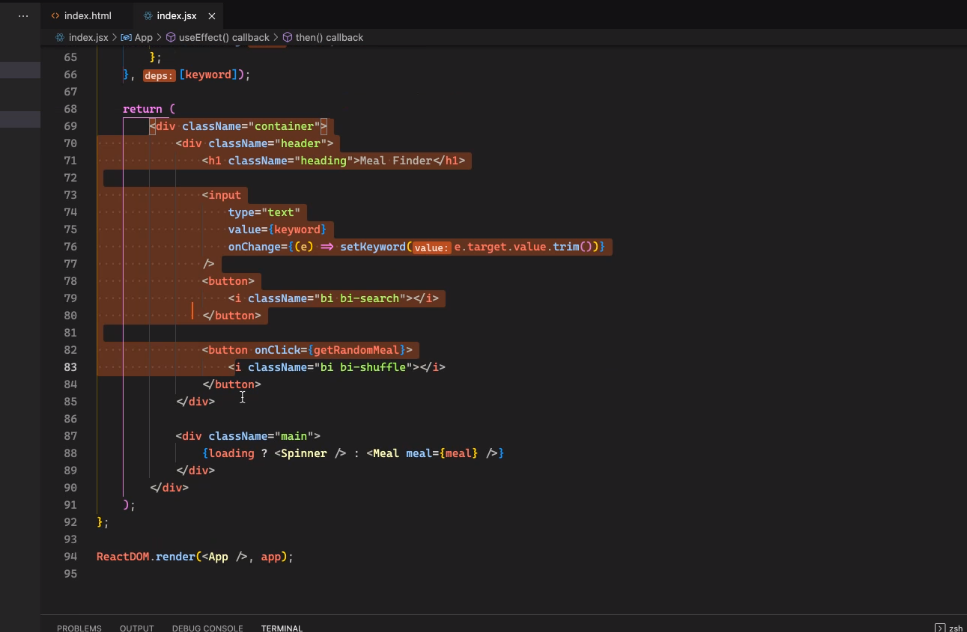 index.html
index.jsx
index.jsx > App > useEffect() callback > then() callback
65 };
66 }, deps: [keyword]);
67
68 return (
69 <div className="container">
70 <div className="header">
71 <h1 className="heading">Meal Finder</h1>
72
73 <input
74 type="text"
75 value={keyword}
76 onChange={(e) => setKeyword( value: e.target.value.trim())}
77 />
78 <button>
79 <i className="bi bi-search"></i>
80 </button>
81
82 <button onClick={getRandomMeal}>
83 <i className="bi bi-shuffle"></i>
84 </button>
85 </div>
86
87 <div className="main">
88 {loading ? <Spinner /> : <Meal meal={meal} />}
89 </div>
90 </div>
91 );
92 };
93
94 ReactDOM.render(<App />, app);
95
PROBLEMS OUTPUT DEBUG CONSOLE TERMINAL zsh